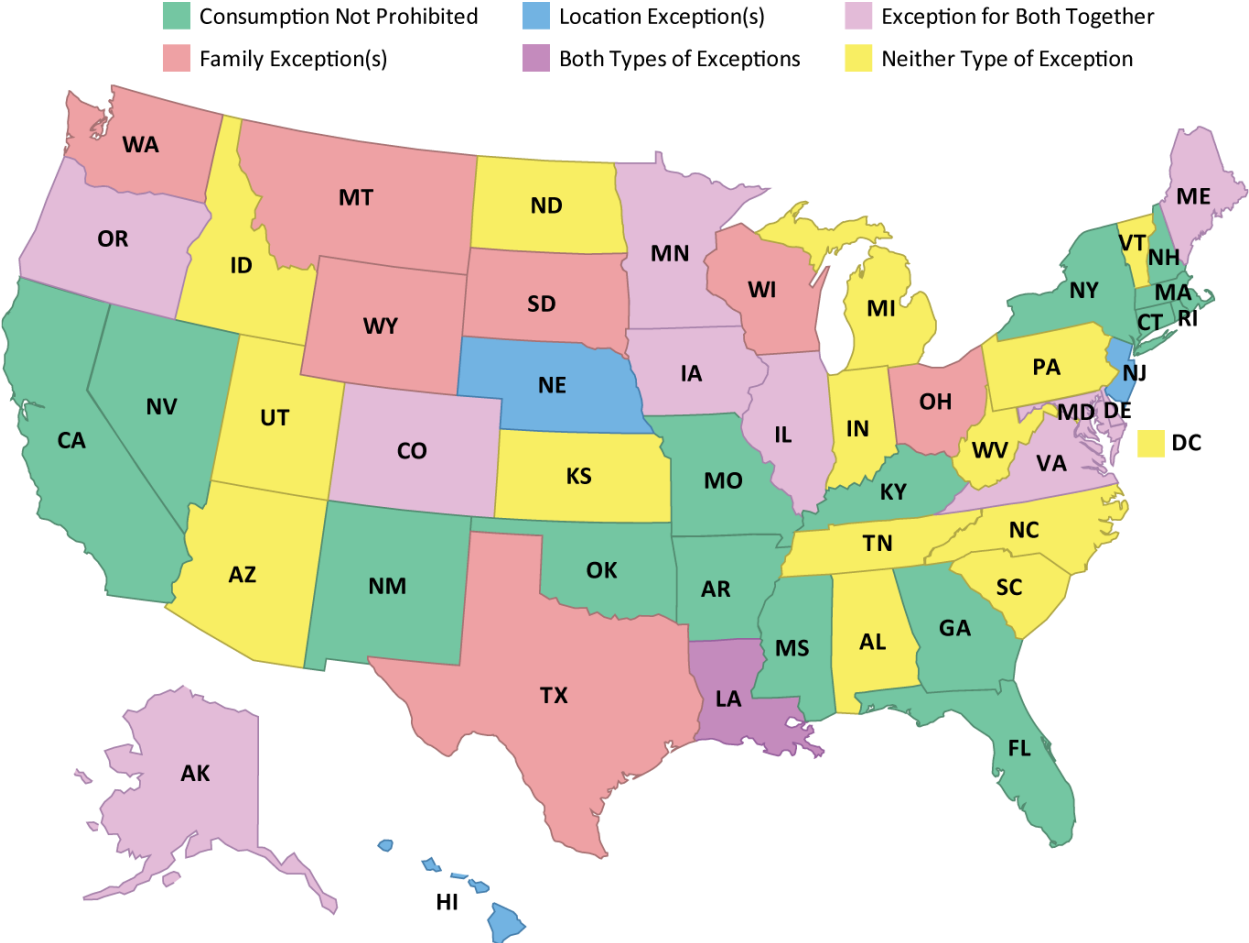 Consumption Not Prohibited
Location Exception(s)
Exception for Both Together
Family Exception(s)
Both Types of Exceptions
Neither Type of Exception
WA
MT
ND
MN
ME
OR
ID
VT
NH
WI
NY
MA
SD
MI
CT
RI
WY
PA
NJ
NE
IA
OH
NV
MD
DE
UT
IL
IN
CA
CO
WV
DC
VA
KS
MO
KY
NC
TN
AZ
NM
OK
AR
SC
GA
MS
AL
TX
LA
FL
AK
HI